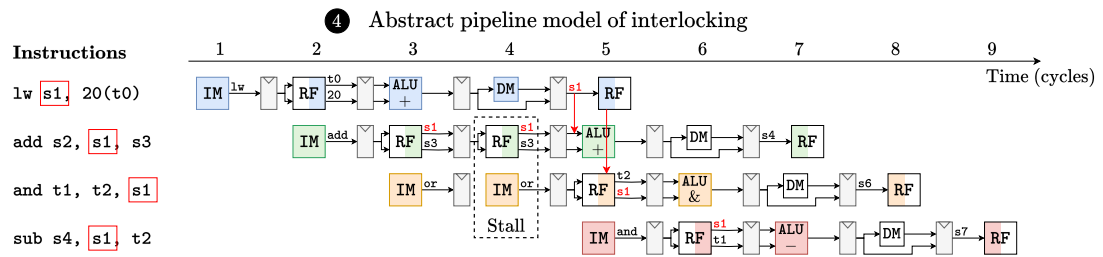 4 Abstract pipeline model of interlocking
Instructions 1 2 3 4 5 6 7 8 9
Time (cycles)
lw s1, 20(t0) IM lw RF t0 20 ALU + DM s1 RF
add s2, s1, s3 IM add RF s1 s3 RF s1 s3 ALU + DM s4 RF
and t1, t2, s1 IM or IM or RF t2 s1 ALU & DM s6 RF
Stall
sub s4, s1, t2 IM and RF s1 t1 ALU − DM s7 RF